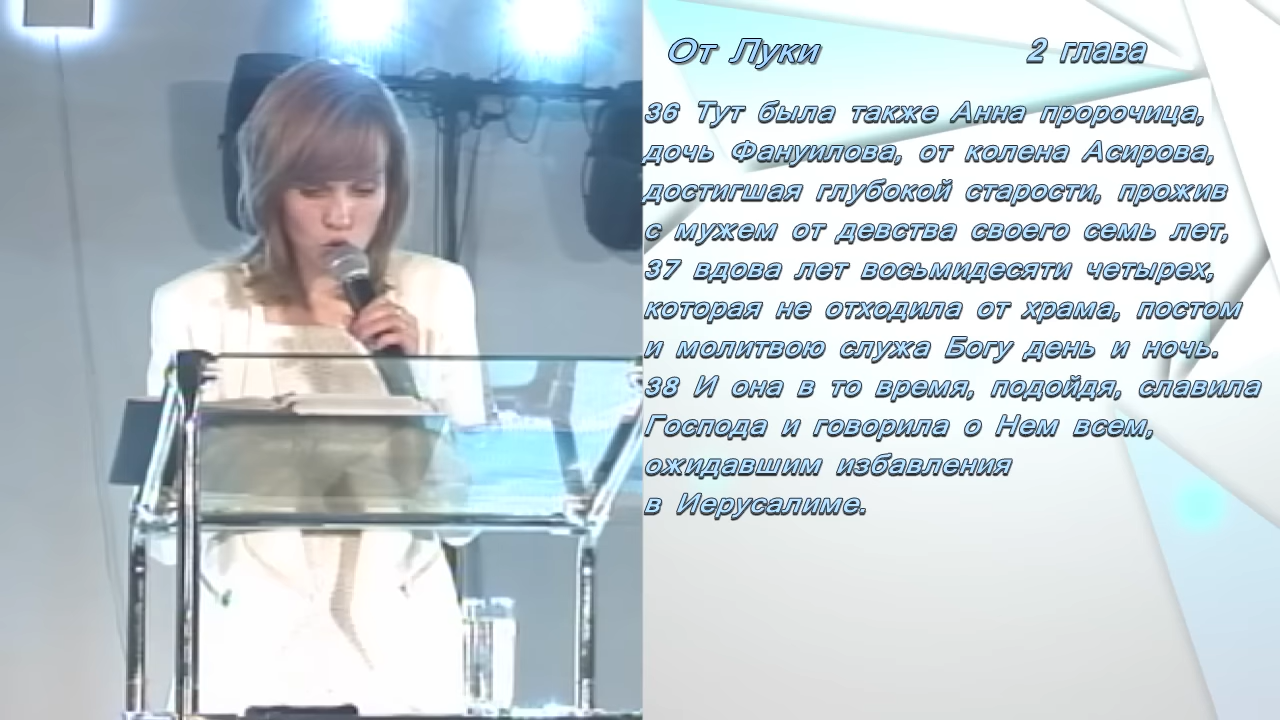 От Луки 2 глава
36 Тут была также Анна пророчица,
дочь Фануилова, от колена Асирова,
достигшая глубокой старости, прожив
с мужем от девства своего семь лет,
37 вдова лет восьмидесяти четырех,
которая не отходила от храма, постом
и молитвою служа Богу день и ночь.
38 И она в то время, подойдя, славила
Господа и говорила о Нем всем,
ожидавшим избавления
в Иерусалиме.